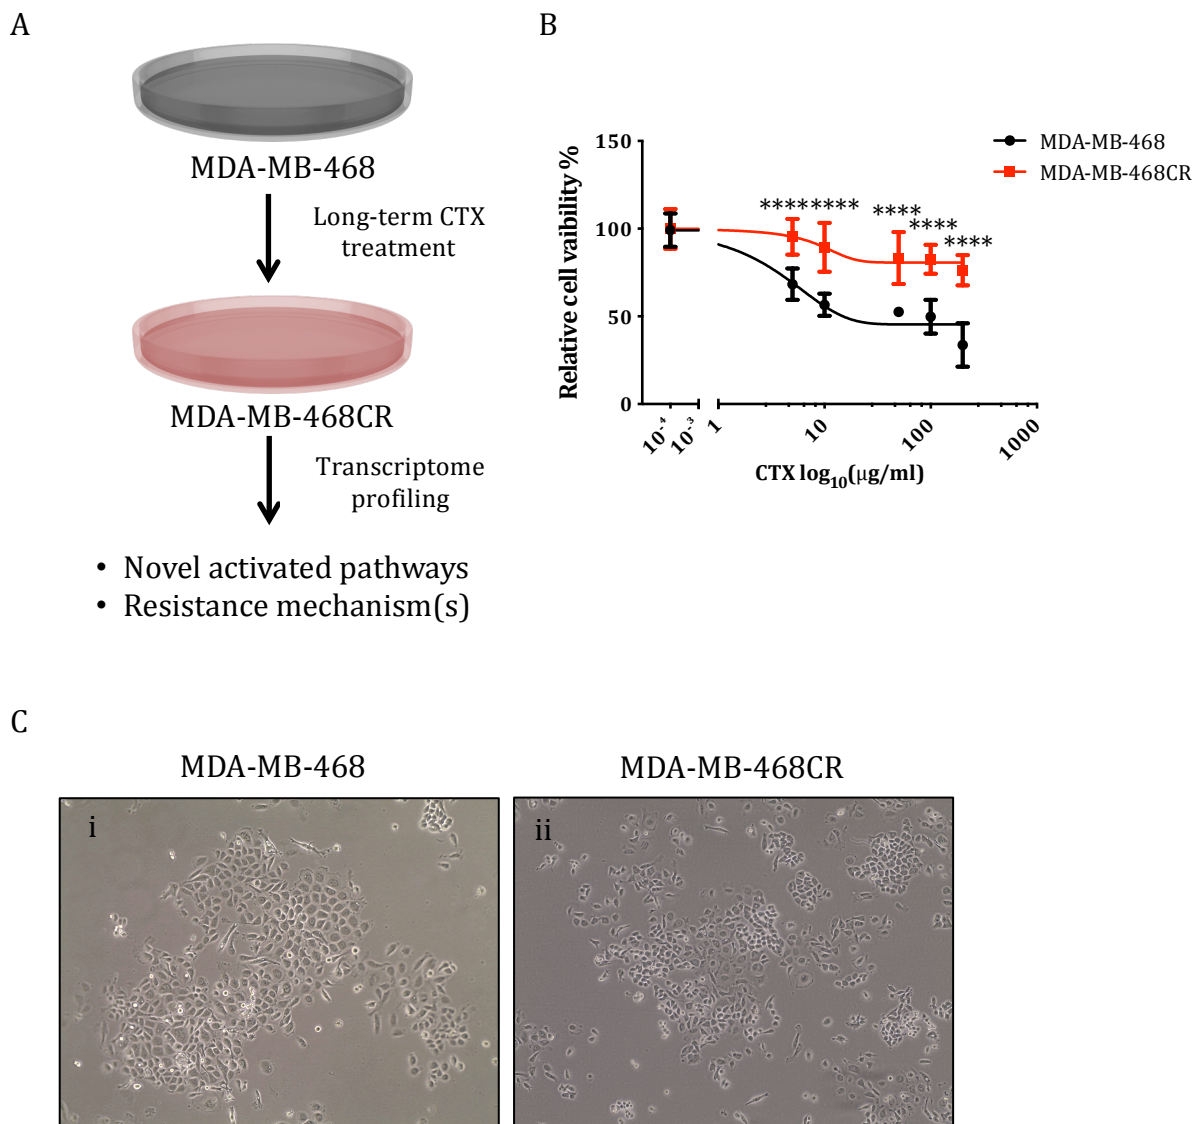 A
MDA-MB-468
Long-term CTX
treatment
MDA-MB-468CR
Transcriptome
profiling
• Novel activated pathways
• Resistance mechanism(s)
B
MDA-MB-468
MDA-MB-468CR
Relative cell vaibility %
150
100
50
0
********
****
****
****
10⁻⁴
10⁻³
1
10
100
1000
CTX log₁₀(μg/ml)
C
MDA-MB-468
MDA-MB-468CR
i
ii